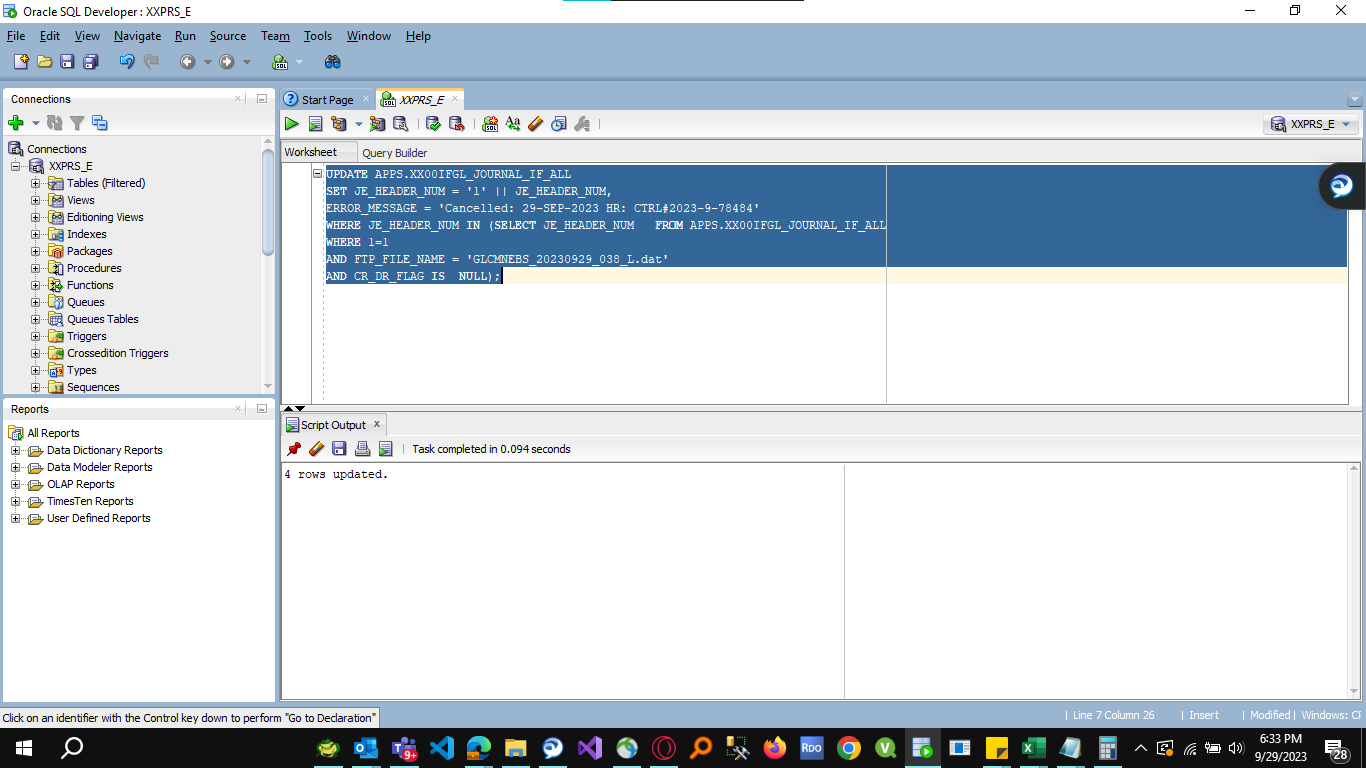 Oracle SQL Developer : XXPRS_E
File Edit View Navigate Run Source Team Tools Window Help
Connections
Connections
XXPRS_E
Tables (Filtered)
Views
Editioning Views
Indexes
Packages
Procedures
Functions
Queues
Queues Tables
Triggers
Crossedition Triggers
Types
Sequences
Reports
All Reports
Data Dictionary Reports
Data Modeler Reports
OLAP Reports
TimesTen Reports
User Defined Reports
Start Page
XXPRS_E
XXPRS_E
Worksheet Query Builder
UPDATE APPS.XX00IFGL_JOURNAL_IF_ALL
SET JE_HEADER_NUM = '1' || JE_HEADER_NUM,
ERROR_MESSAGE = 'Cancelled: 29-SEP-2023 HR: CTRL#2023-9-78484'
WHERE JE_HEADER_NUM IN (SELECT JE_HEADER_NUM   FROM APPS.XX00IFGL_JOURNAL_IF_ALL
WHERE 1=1
AND FTP_FILE_NAME = 'GLCMNEBS_20230929_038_L.dat'
AND CR_DR_FLAG IS  NULL);
Script Output
Task completed in 0.094 seconds
4 rows updated.
Click on an identifier with the Control key down to perform "Go to Declaration"
Line 7 Column 26 | Insert | Modified | Windows: CF
9+
Rdo
6:33 PM
9/29/2023
28